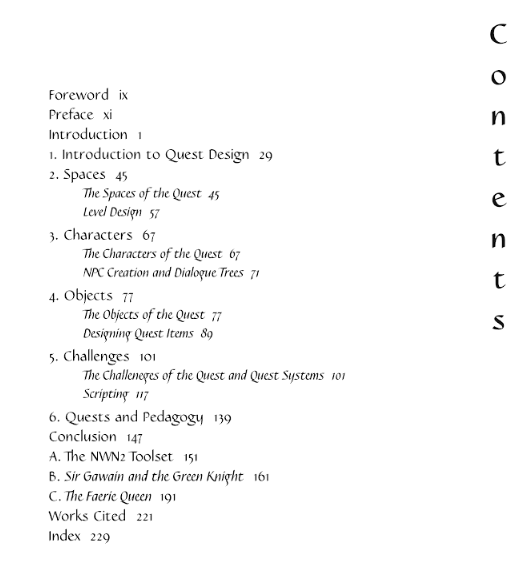 Contents
Foreword ix
Preface xi
Introduction 1
1. Introduction to Quest Design 29
2. Spaces 45
The Spaces of the Quest 45
Level Design 57
3. Characters 67
The Characters of the Quest 67
NPC Creation and Dialogue Trees 71
4. Objects 77
The Objects of the Quest 77
Designing Quest Items 89
5. Challenges 101
The Challeneges of the Quest and Quest Systems 101
Scripting 117
6. Quests and Pedagogy 139
Conclusion 147
A. The NWN2 Toolset 151
B. Sir Gawain and the Green Knight 161
C. The Faerie Queen 191
Works Cited 221
Index 229